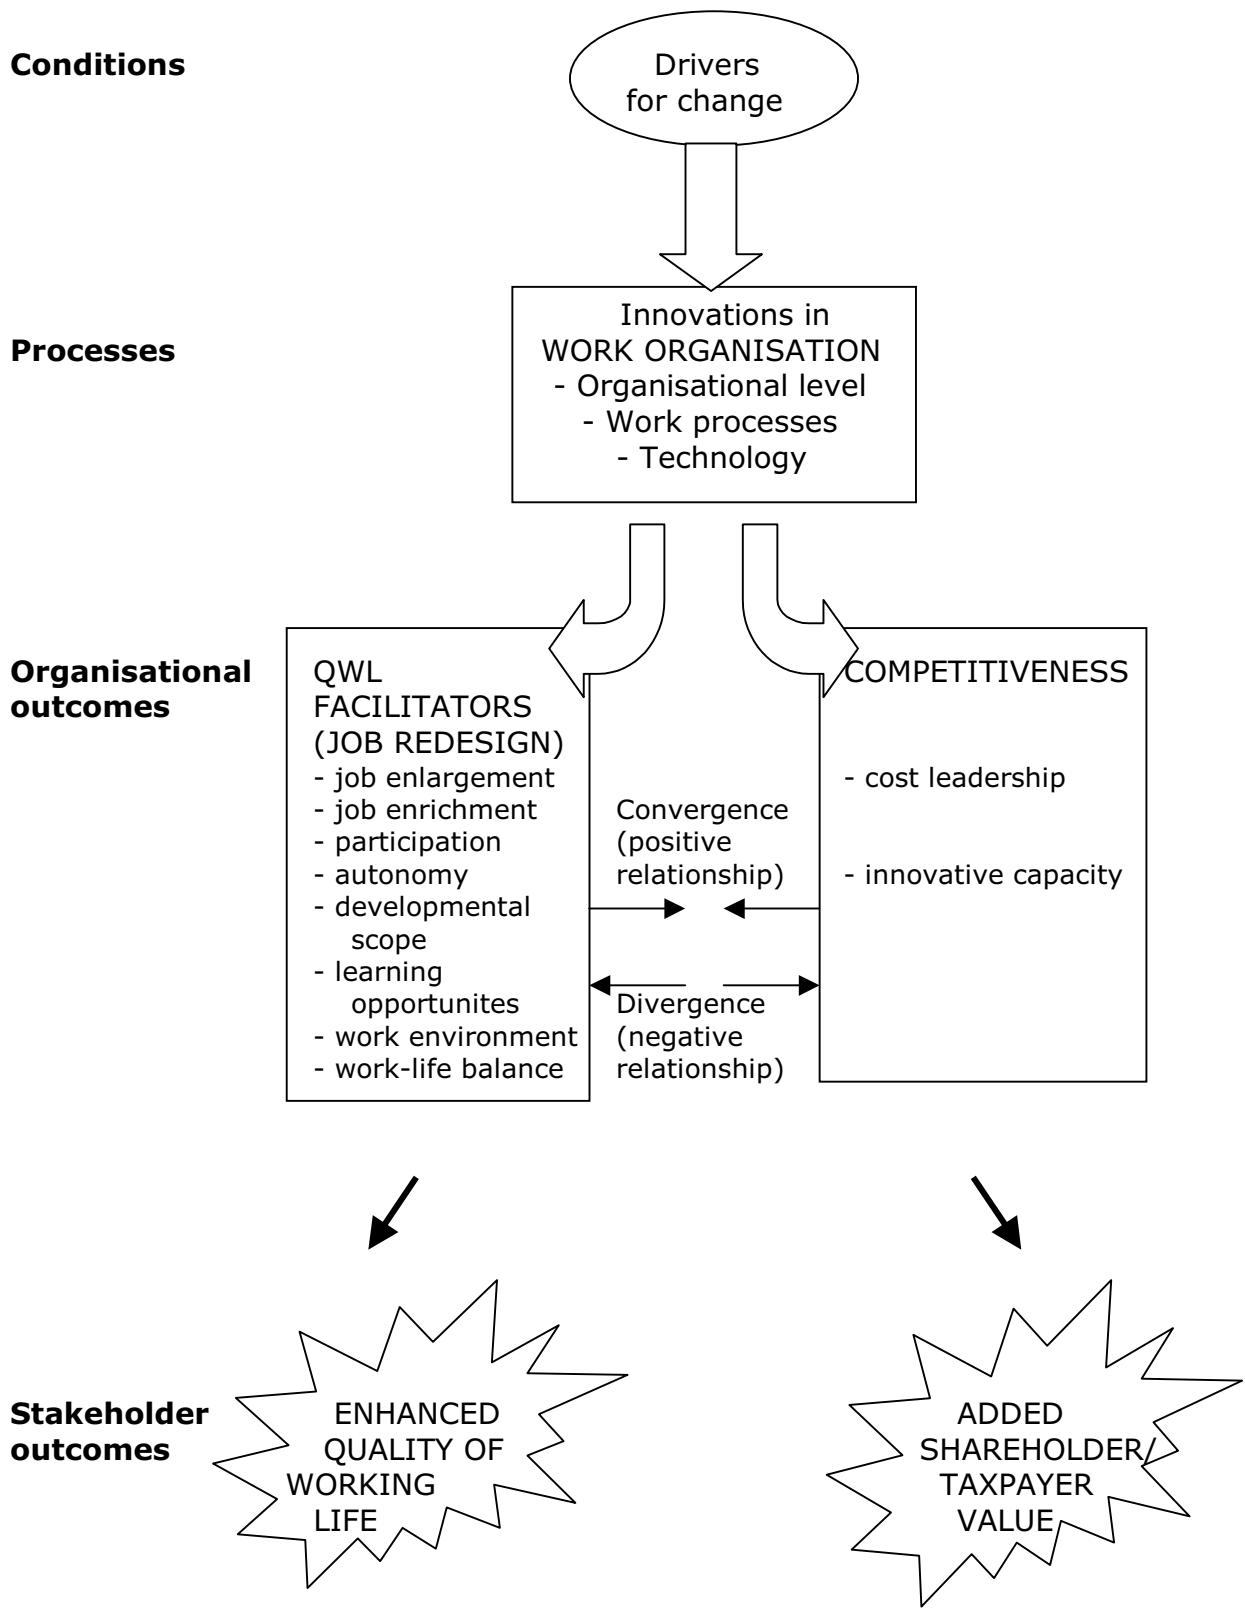 Conditions
Drivers
for change
Processes
Innovations in
WORK ORGANISATION
- Organisational level
- Work processes
- Technology
Organisational
outcomes
QWL
FACILITATORS
(JOB REDESIGN)
- job enlargement
- job enrichment
- participation
- autonomy
- developmental
scope
- learning
opportunites
- work environment
- work-life balance
Convergence
(positive
relationship)
Divergence
(negative
relationship)
COMPETITIVENESS
- cost leadership
- innovative capacity
Stakeholder
outcomes
ENHANCED
QUALITY OF
WORKING
LIFE
ADDED
SHAREHOLDER/
TAXPAYER
VALUE